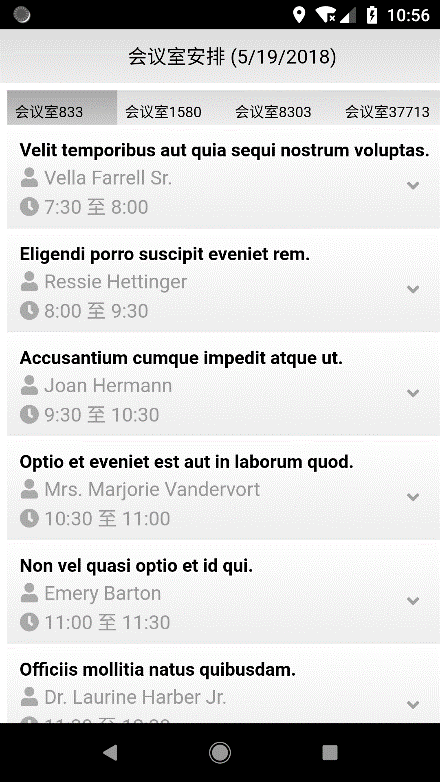 10:56
会议室安排 (5/19/2018)
会议室833 会议室1580 会议室8303 会议室37713
Velit temporibus aut quia sequi nostrum voluptas.
Vella Farrell Sr.
7:30 至 8:00
Eligendi porro suscipit eveniet rem.
Ressie Hettinger
8:00 至 9:30
Accusantium cumque impedit atque ut.
Joan Hermann
9:30 至 10:30
Optio et eveniet est aut in laborum quod.
Mrs. Marjorie Vandervort
10:30 至 11:00
Non vel quasi optio et id qui.
Emery Barton
11:00 至 11:30
Officiis mollitia natus quibusdam.
Dr. Laurine Harber Jr.